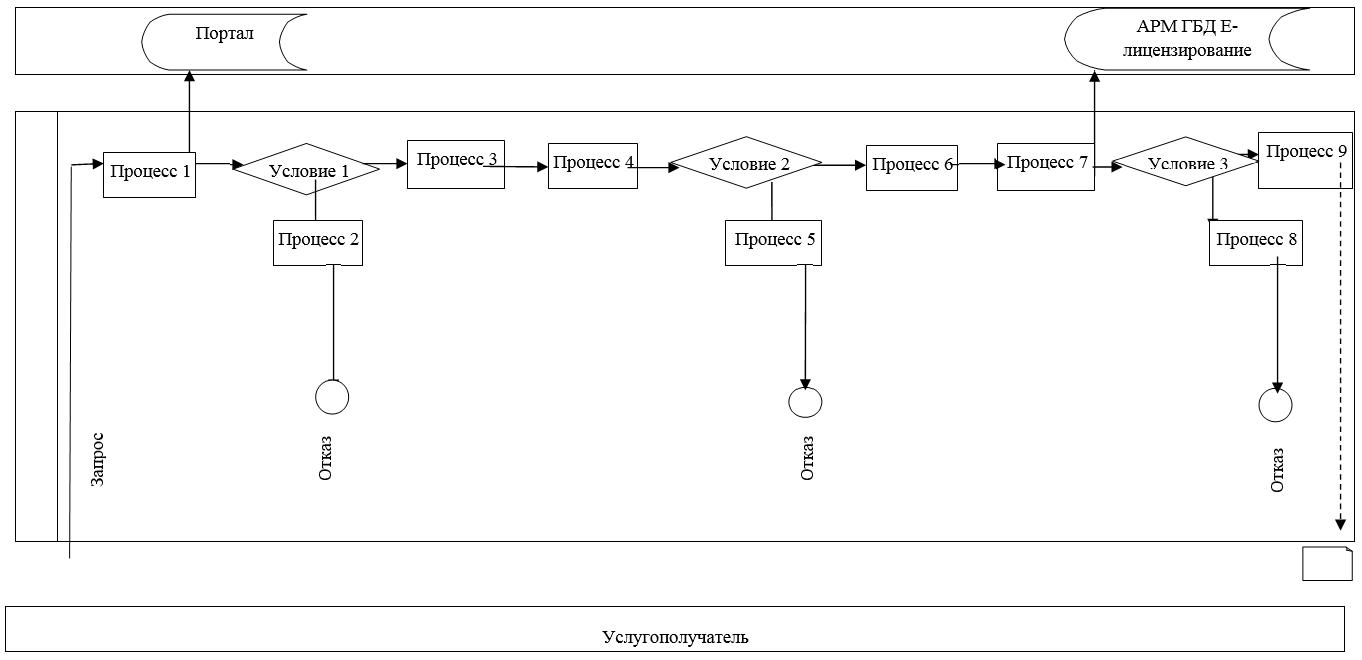 Портал
АРМ ГБД Е-
лицензирование
Процесс 1
Условие 1
Процесс 3
Процесс 4
Условие 2
Процесс 6
Процесс 7
Условие 3
Процесс 9
Процесс 2
Процесс 5
Процесс 8
Запрос
Отказ
Отказ
Отказ
Услугополучатель